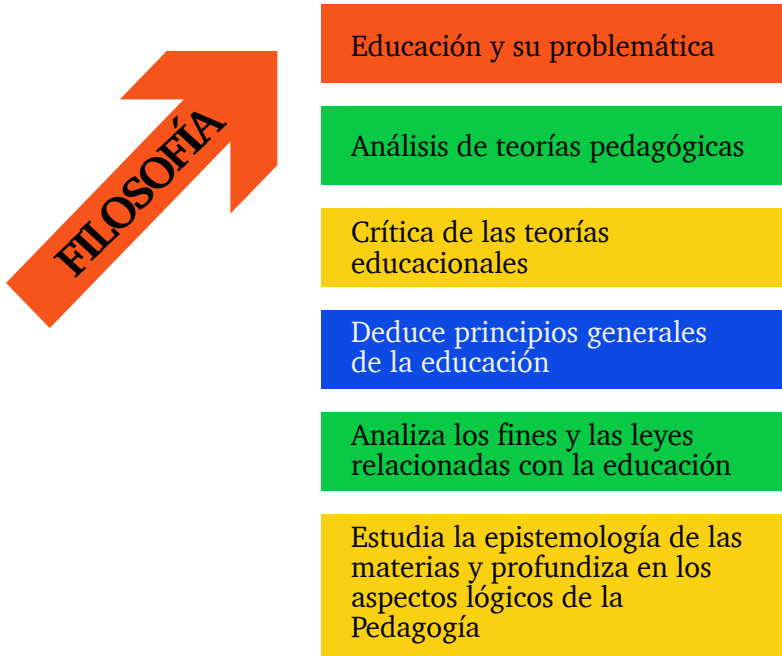 FILOSOFÍA
Educación y su problemática
Análisis de teorías pedagógicas
Crítica de las teorías
educacionales
Deduce principios generales
de la educación
Analiza los fines y las leyes
relacionadas con la educación
Estudia la epistemología de las
materias y profundiza en los
aspectos lógicos de la
Pedagogía